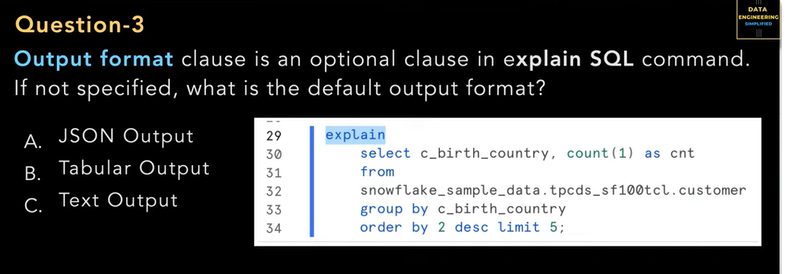 DATA
ENGINEERING
SIMPLIFIED
Question-3
Output format clause is an optional clause in explain SQL command.
If not specified, what is the default output format?
A. JSON Output
B. Tabular Output
C. Text Output
29 explain
30 select c_birth_country, count(1) as cnt
31 from
32 snowflake_sample_data.tpcds_sf100tcl.customer
33 group by c_birth_country
34 order by 2 desc limit 5;